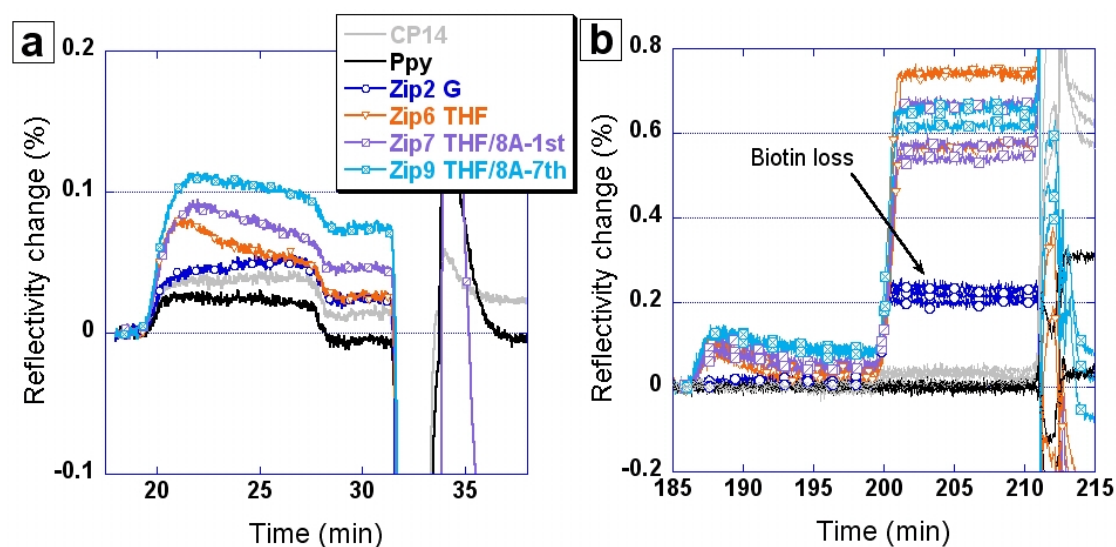 a
0.2
0.1
0
-0.1
Reflectivity change (%)
20
25
30
35
Time (min)
CP14
Ppy
Zip2 G
Zip6 THF
Zip7 THF/8A-1st
Zip9 THF/8A-7th
b
0.8
0.6
0.4
0.2
0
-0.2
Reflectivity change (%)
Biotin loss
185
190
195
200
205
210
215
Time (min)